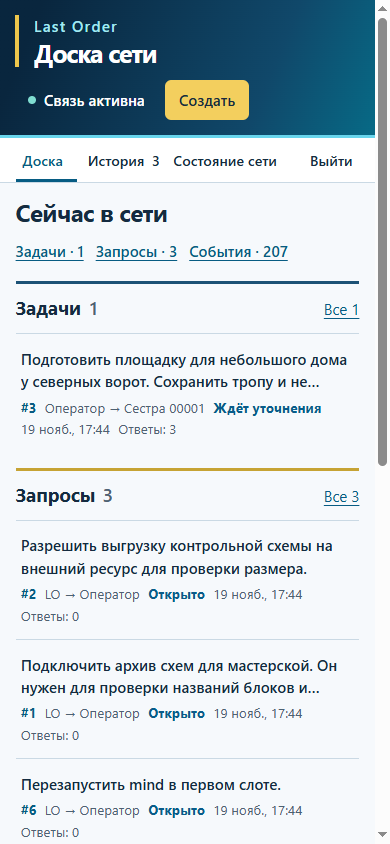 Last Order
Доска сети
Связь активна
Создать
Доска История 3 Состояние сети Выйти
Сейчас в сети
Задачи · 1 Запросы · 3 События · 207
Задачи 1 Все 1
Подготовить площадку для небольшого дома
у северных ворот. Сохранить тропу и не...
#3 Оператор → Сестра 00001 Ждёт уточнения
19 нояб., 17:44 Ответы: 3
Запросы 3 Все 3
Разрешить выгрузку контрольной схемы на
внешний ресурс для проверки размера.
#2 LO → Оператор Открыто 19 нояб., 17:44
Ответы: 0
Подключить архив схем для мастерской. Он
нужен для проверки названий блоков и...
#1 LO → Оператор Открыто 19 нояб., 17:44
Ответы: 0
Перезапустить mind в первом слоте.
#6 LO → Оператор Открыто 19 нояб., 17:44
Ответы: 0